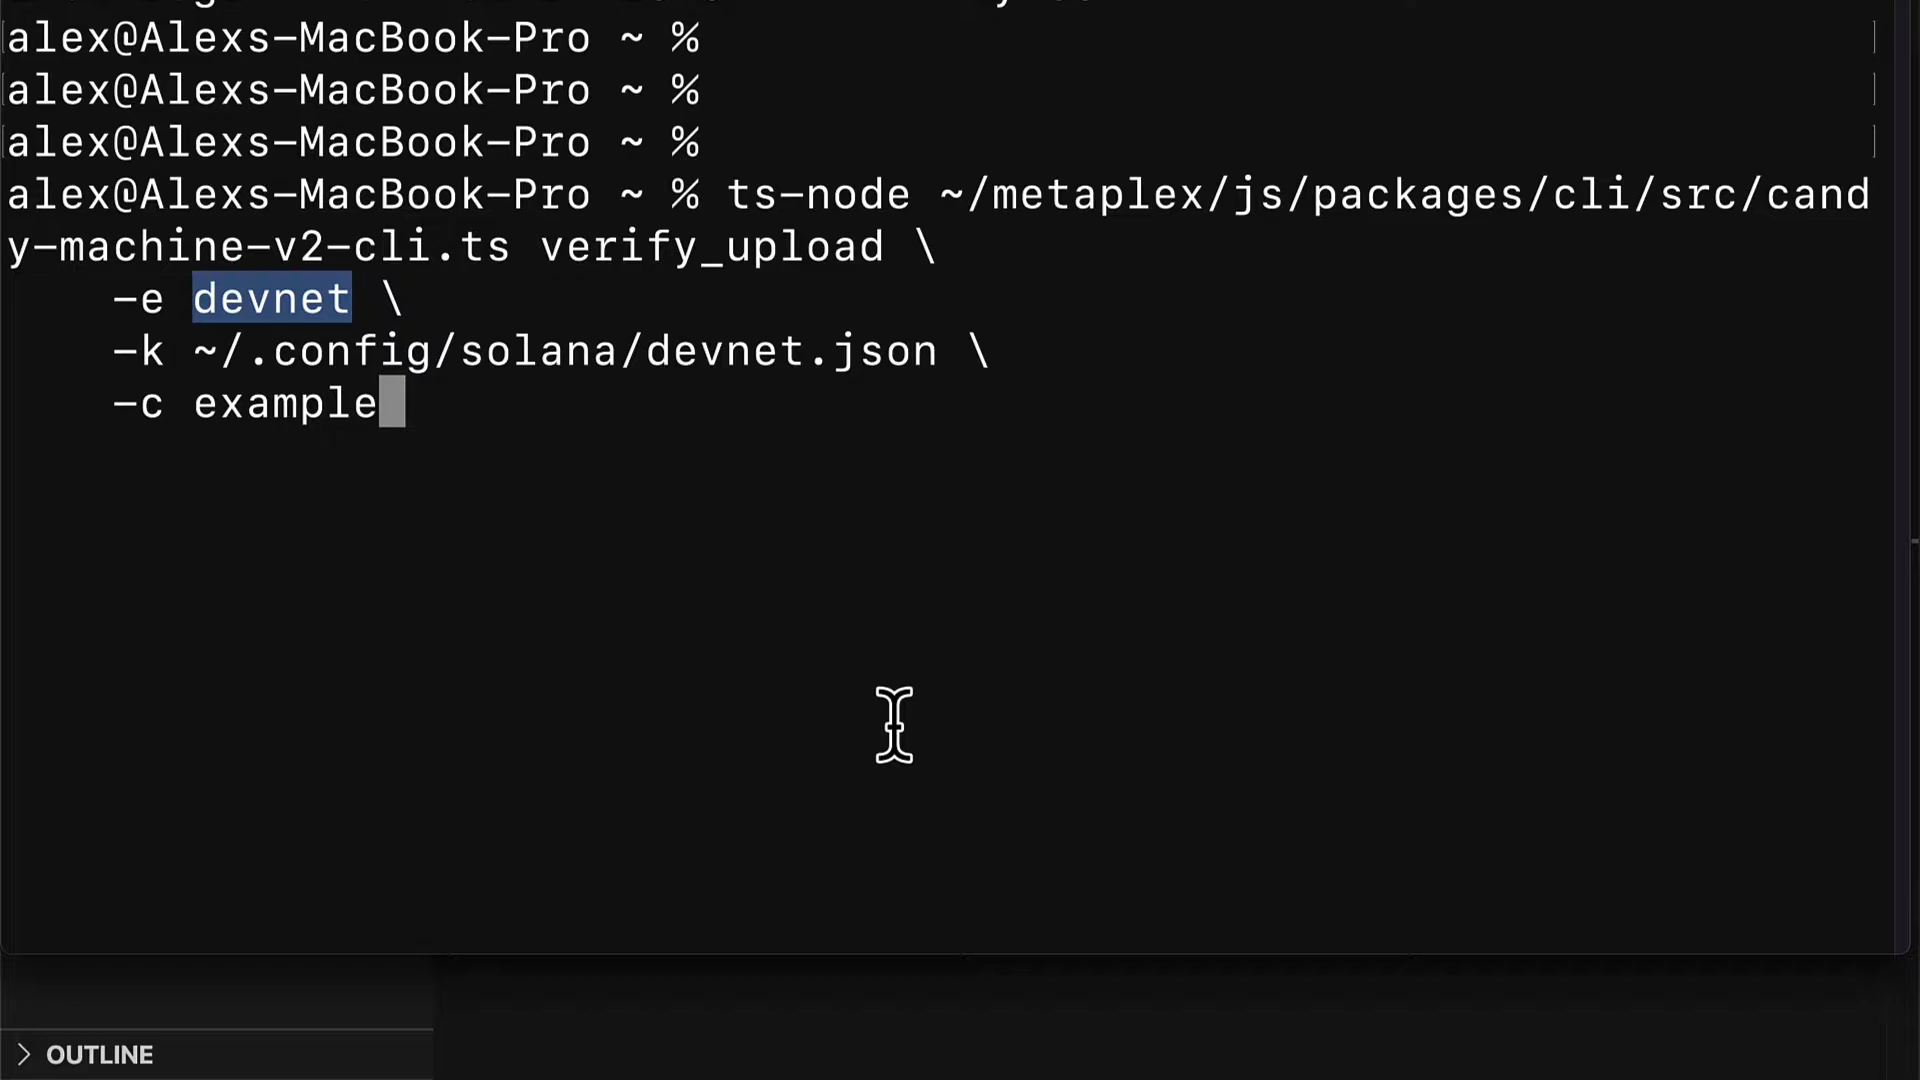 alex@Alexs-MacBook-Pro ~ %
alex@Alexs-MacBook-Pro ~ %
alex@Alexs-MacBook-Pro ~ %
alex@Alexs-MacBook-Pro ~ % ts-node ~/metaplex/js/packages/cli/src/cand
y-machine-v2-cli.ts verify_upload \
-e devnet \
-k ~/.config/solana/devnet.json \
-c example
OUTLINE